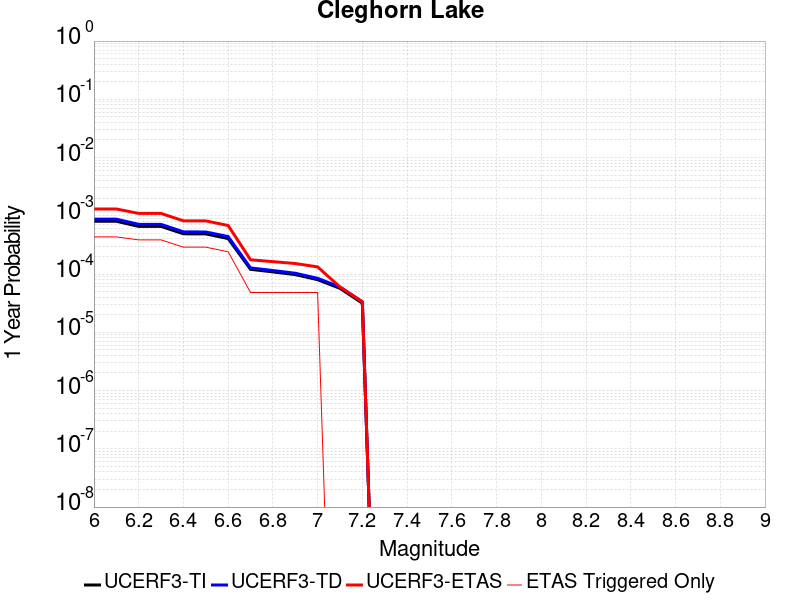 Cleghorn Lake
10^0
10^-1
10^-2
10^-3
10^-4
10^-5
10^-6
10^-7
10^-8
1 Year Probability
6 6.2 6.4 6.6 6.8 7 7.2 7.4 7.6 7.8 8 8.2 8.4 8.6 8.8 9
Magnitude
UCERF3-TI UCERF3-TD UCERF3-ETAS ETAS Triggered Only